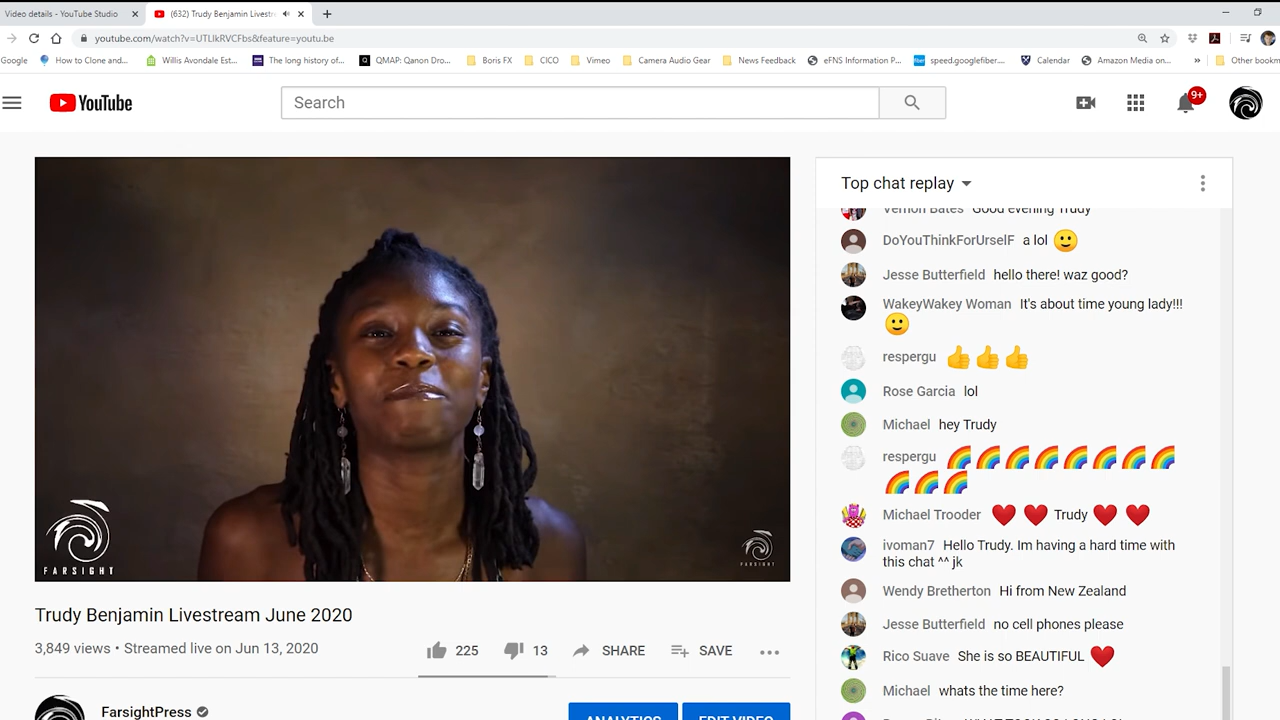 Video details - YouTube Studio
(632) Trudy Benjamin Livestre
youtube.com/watch?v=UTLlkRVCFbs&feature=youtu.be
Google How to Clone and... Willis Avondale Est... The long history of... QMAP: Qanon Dro... Boris FX CICO Vimeo Camera Audio Gear News Feedback eFNS Information P... speed.googlefiber... Calendar Amazon Media on... » Other bookm
YouTube
Search
9+
Top chat replay
Vernon Bates Good evening Trudy
DoYouThinkForUrselF a lol 🙂
Jesse Butterfield hello there! waz good?
WakeyWakey Woman It's about time young lady!!!
🙂
respergu 👍👍👍
Rose Garcia lol
Michael hey Trudy
respergu 🌈🌈🌈🌈🌈🌈🌈🌈
🌈🌈🌈
Michael Trooder ❤️ ❤️ Trudy ❤️ ❤️
ivoman7 Hello Trudy. Im having a hard time with
this chat ^^ jk
Wendy Bretherton Hi from New Zealand
Jesse Butterfield no cell phones please
Rico Suave She is so BEAUTIFUL ❤️
Michael whats the time here?
FARSIGHT
FARSIGHT
Trudy Benjamin Livestream June 2020
3,849 views • Streamed live on Jun 13, 2020
225 13 SHARE SAVE
FarsightPress
ANALYTICS EDIT VIDEO